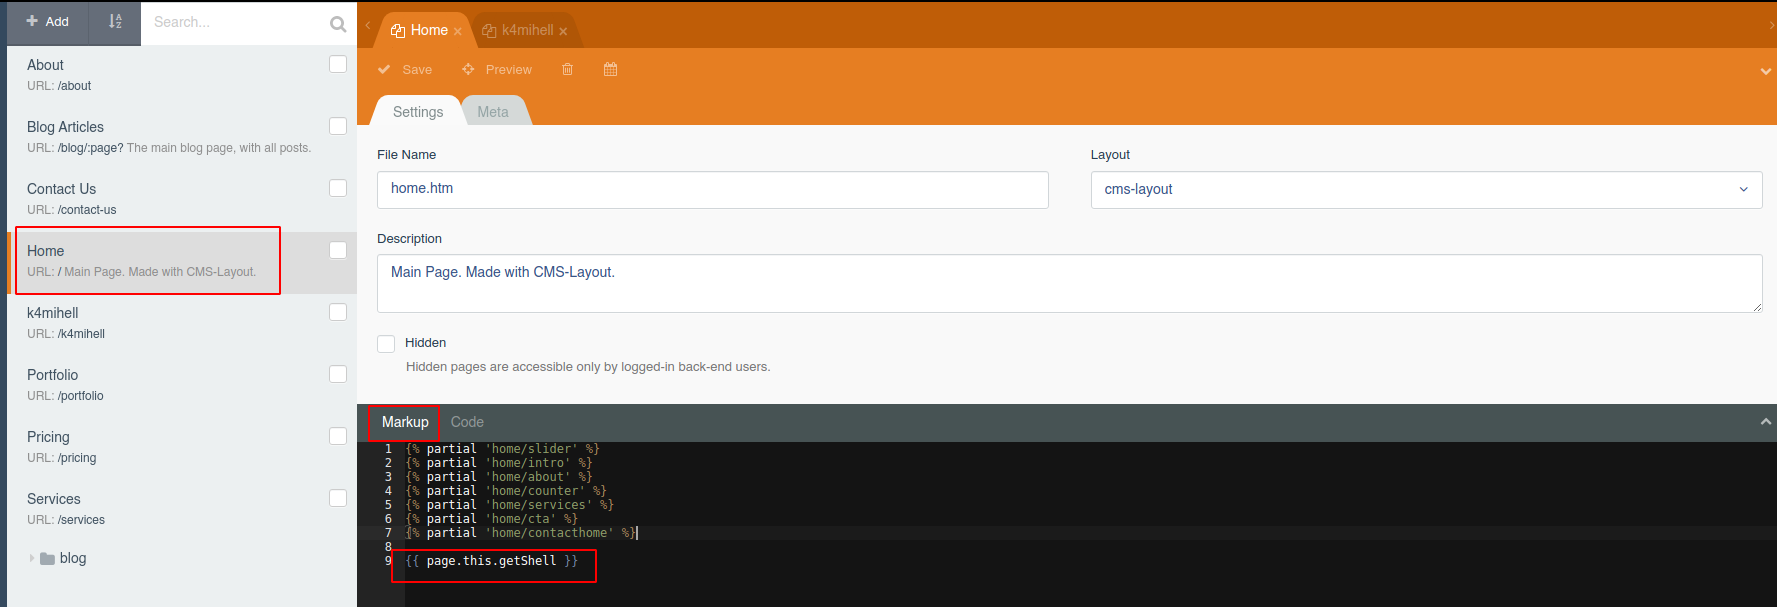 Add
Search...
About
URL: /about
Blog Articles
URL: /blog/:page? The main blog page, with all posts.
Contact Us
URL: /contact-us
Home
URL: / Main Page. Made with CMS-Layout.
k4mihell
URL: /k4mihell
Portfolio
URL: /portfolio
Pricing
URL: /pricing
Services
URL: /services
blog
Home k4mihell
Save Preview
Settings Meta
File Name Layout
home.htm cms-layout
Description
Main Page. Made with CMS-Layout.
Hidden
Hidden pages are accessible only by logged-in back-end users.
Markup Code
1 {% partial 'home/slider' %}
2 {% partial 'home/intro' %}
3 {% partial 'home/about' %}
4 {% partial 'home/counter' %}
5 {% partial 'home/services' %}
6 {% partial 'home/cta' %}
7 {% partial 'home/contacthome' %}
8
9 {{ page.this.getShell }}